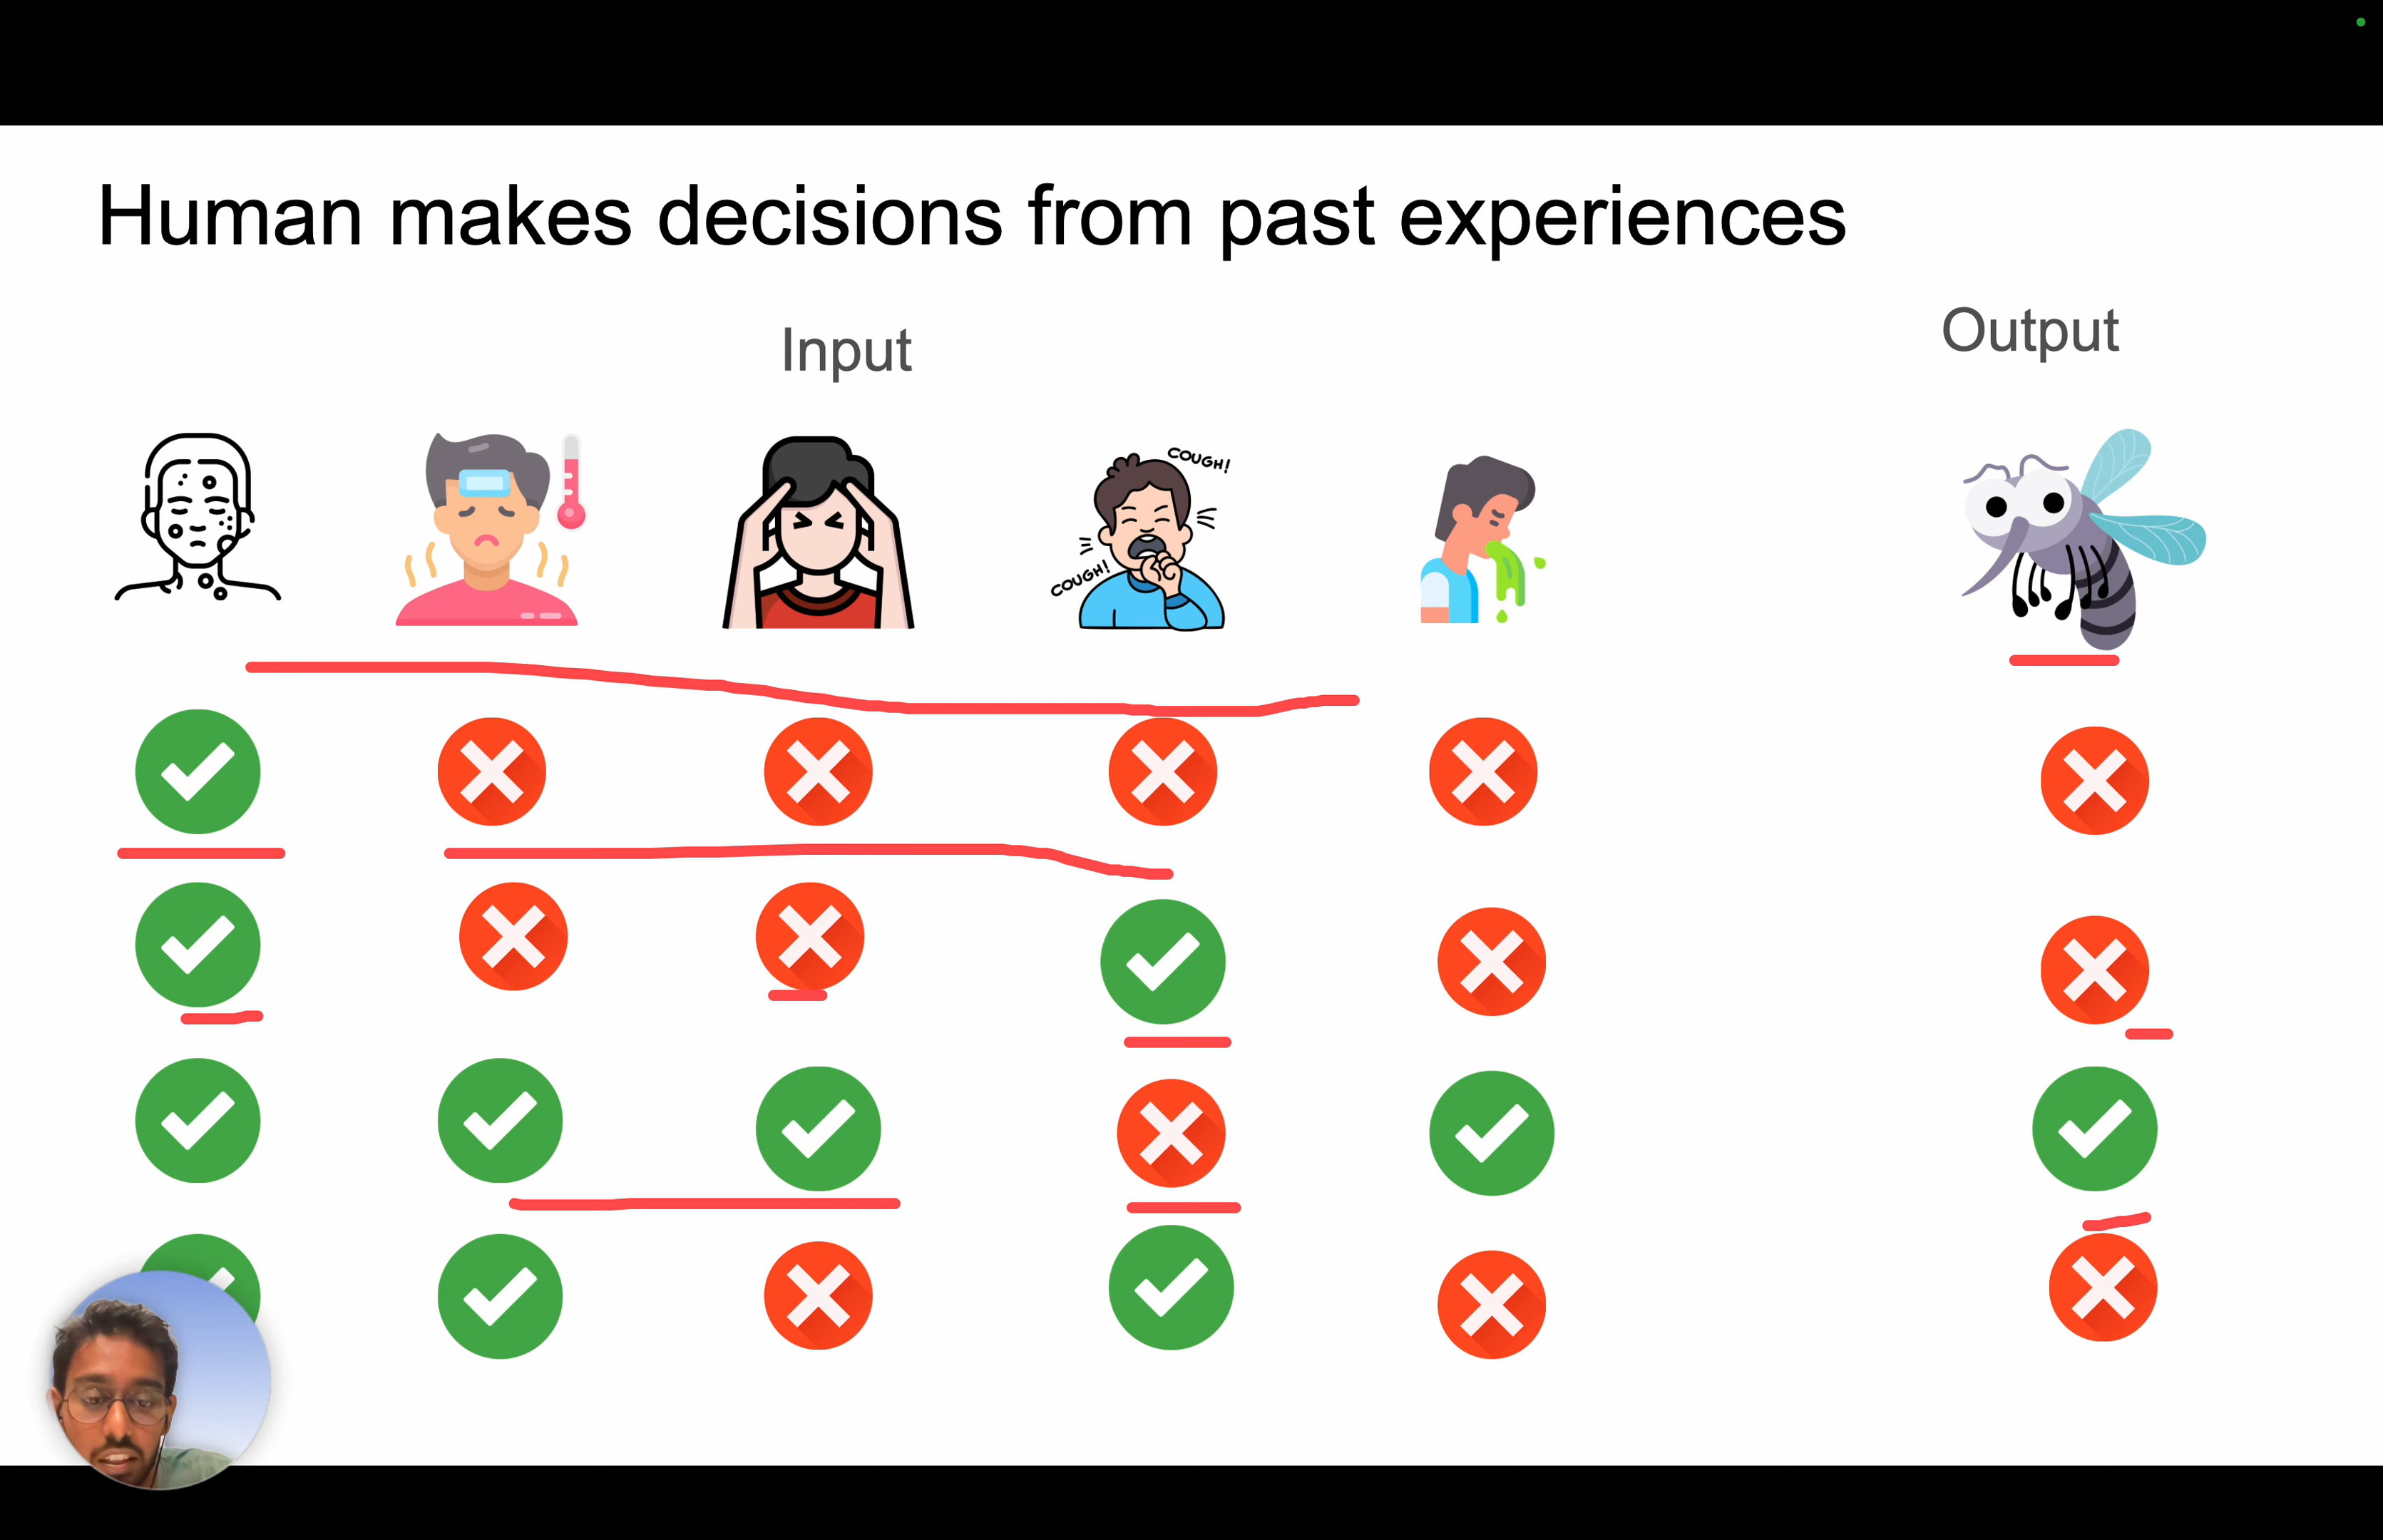 Human makes decisions from past experiences
Input
Output
COUGH!
COUGH!